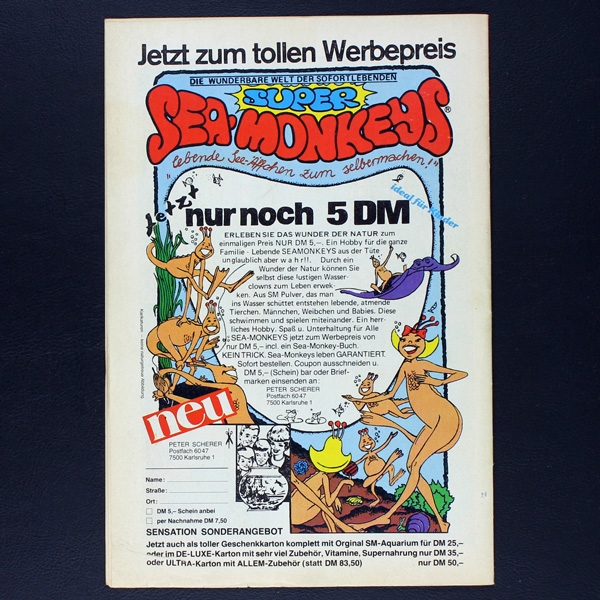 Jetzt zum tollen Werbepreis
DIE WUNDERBARE WELT DER SOFORTLEBENDEN
SUPER
SEA-MONKEYS®
"lebende See-Äffchen zum selbermachen!"
ideal für Kinder
Jetzt
nur noch 5 DM
ERLEBEN SIE DAS WUNDER DER NATUR zum
einmaligen Preis NUR DM 5,–. Ein Hobby für die ganze
Familie - Lebende SEAMONKEYS aus der Tüte
unglaublich aber w a h r!!. Durch ein
Wunder der Natur können Sie
selbst diese lustigen Wasser-
clowns zum Leben erwek-
ken. Aus SM Pulver, das man
ins Wasser schüttet entstehen lebende, atmende
Tierchen. Männchen, Weibchen und Babies. Diese
schwimmen und spielen miteinander. Ein herr-
liches Hobby. Spaß u. Unterhaltung für Alle
SEA-MONKEYS jetzt zum Werbepreis von
nur DM 5,– incl. ein Sea-Monkey-Buch.
KEIN TRICK. Sea-Monkeys leben GARANTIERT.
Sofort bestellen. Coupon ausschneiden u.
DM 5,– (Schein) bar oder Brief-
marken einsenden an:
PETER SCHERER
Postfach 6047
7500 Karlsruhe 1
neu
PETER SCHERER
Postfach 6047
7500 Karlsruhe 1
Name:
Straße:
Ort:
DM 5,– Schein anbei
per Nachnahme DM 7,50
SENSATION SONDERANGEBOT
Jetzt auch als toller Geschenkkarton komplett mit Orginal SM-Aquarium für DM 25,–
oder im DE-LUXE-Karton mit sehr viel Zubehör, Vitamine, Supernahrung nur DM 35,–
oder ULTRA-Karton mit ALLEM-Zubehör (statt DM 83,50) nur DM 50,–